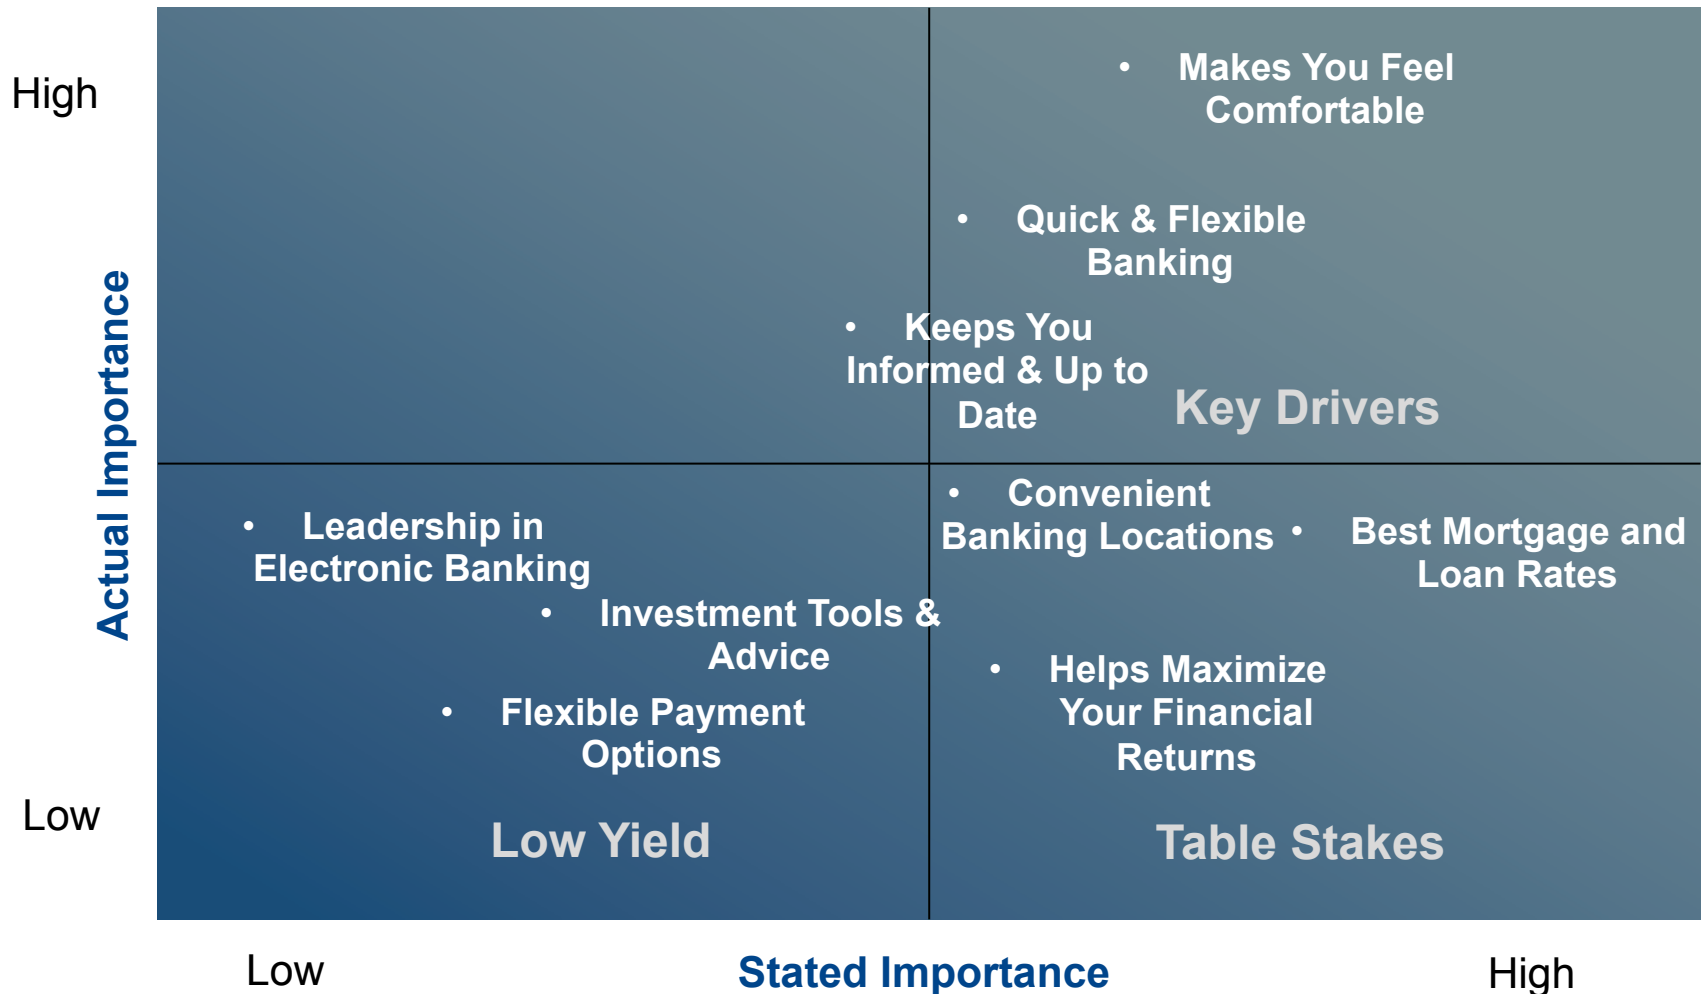 High
• Makes You Feel
Comfortable
• Quick & Flexible
Banking
• Keeps You
Informed & Up to
Date
Key Drivers
Actual Importance
• Convenient
Banking Locations
• Best Mortgage and
Loan Rates
• Leadership in
Electronic Banking
• Investment Tools &
Advice
• Helps Maximize
Your Financial
Returns
• Flexible Payment
Options
Low
Low Yield
Table Stakes
Low
Stated Importance
High